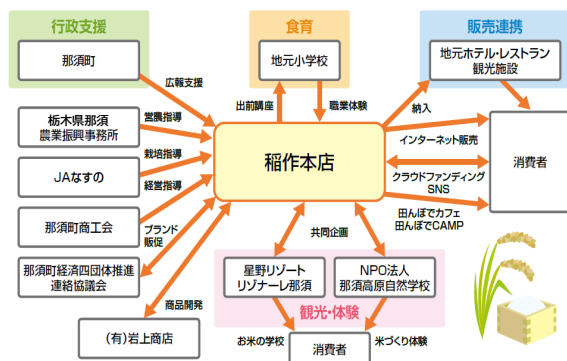 行政支援
那須町
広報支援
栃木県那須
農業振興事務所
営農指導
JAなすの
栽培指導
経営指導
那須町商工会
ブランド
販促
那須町経済四団体推進
連絡協議会
商品開発
(有)岩上商店
食育
地元小学校
出前講座
職業体験
稲作本店
販売連携
地元ホテル・レストラン
観光施設
納入
インターネット販売
クラウドファンディング
SNS
田んぼでカフェ
田んぼでCAMP
消費者
共同企画
星野リゾート
リゾナーレ那須
NPO法人
那須高原自然学校
観光・体験
お米の学校
米づくり体験
消費者